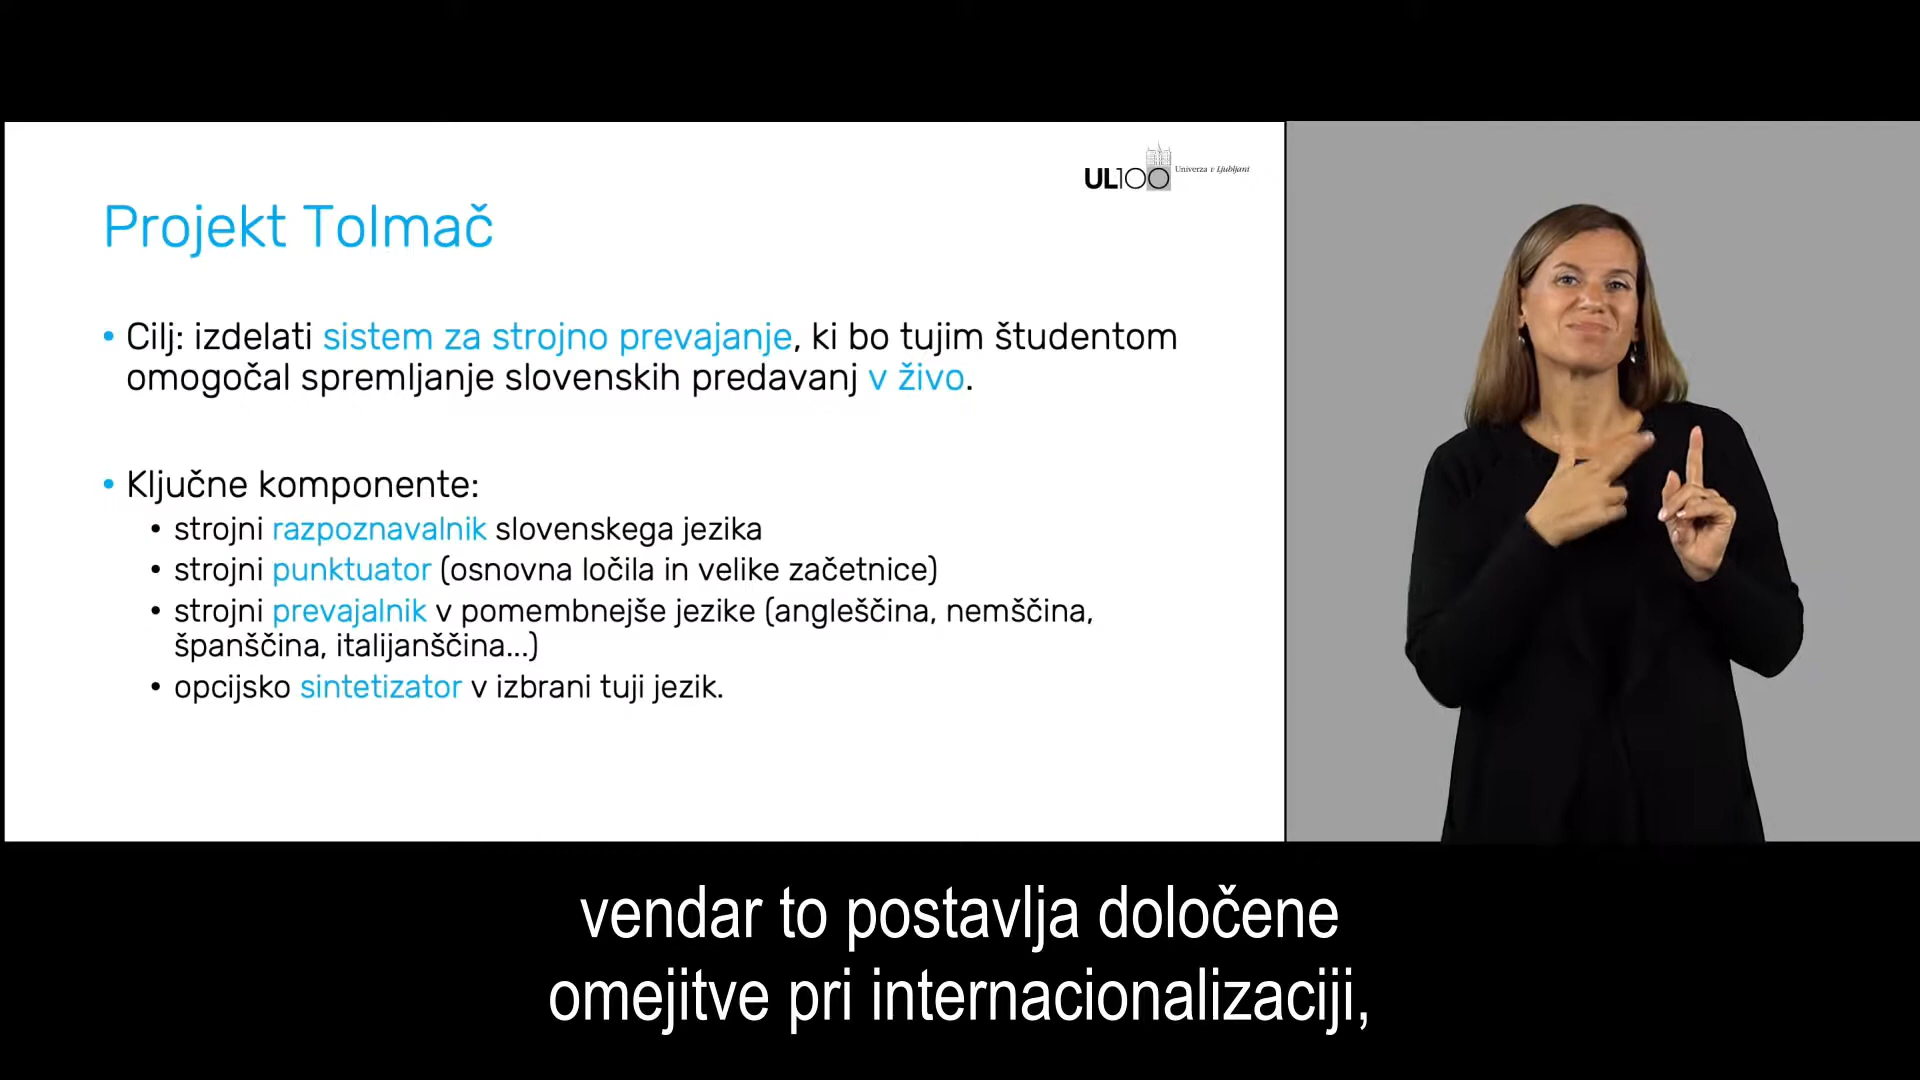 UL100
Univerza v Ljubljani
Projekt Tolmač
• Cilj: izdelati sistem za strojno prevajanje, ki bo tujim študentom
omogočal spremljanje slovenskih predavanj v živo.
• Ključne komponente:
• strojni razpoznavalnik slovenskega jezika
• strojni punktuator (osnovna ločila in velike začetnice)
• strojni prevajalnik v pomembnejše jezike (angleščina, nemščina,
španščina, italijanščina...)
• opcijsko sintetizator v izbrani tuji jezik.
vendar to postavlja določene
omejitve pri internacionalizaciji,